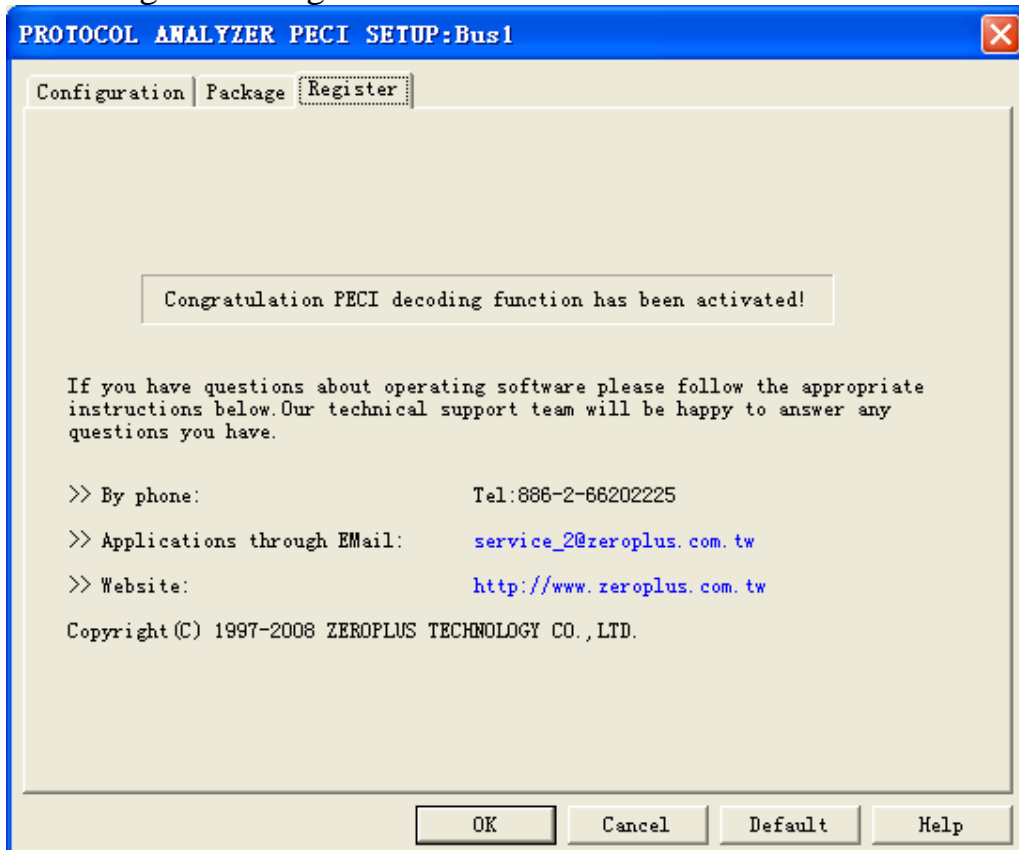 PROTOCOL ANALYZER PECI SETUP:Bus1
Configuration Package Register
Congratulation PECI decoding function has been activated!
If you have questions about operating software please follow the appropriate
instructions below.Our technical support team will be happy to answer any
questions you have.
>> By phone: Tel:886-2-66202225
>> Applications through EMail: service_2@zeroplus.com.tw
>> Website: http://www.zeroplus.com.tw
Copyright(C) 1997-2008 ZEROPLUS TECHNOLOGY CO.,LTD.
OK Cancel Default Help